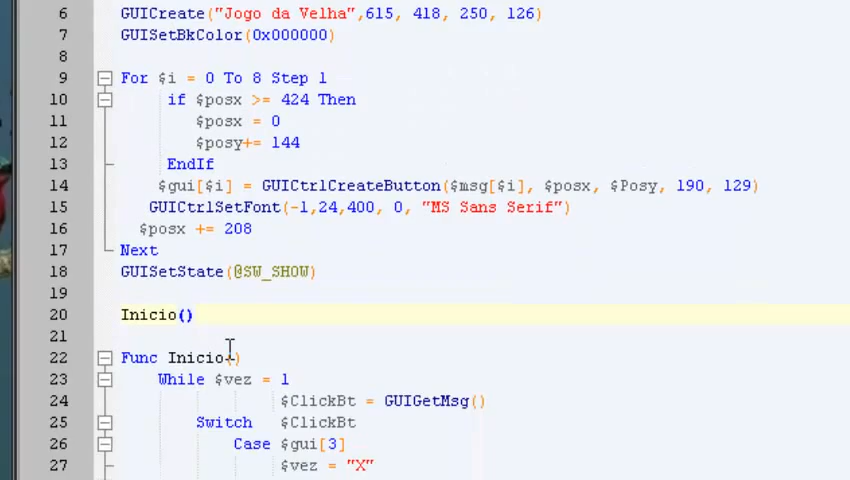 6 GUICreate("Jogo da Velha",615, 418, 250, 126)
7 GUISetBkColor(0x000000)
8
9 For $i = 0 To 8 Step 1
10 if $posx >= 424 Then
11 $posx = 0
12 $posy+= 144
13 EndIf
14 $gui[$i] = GUICtrlCreateButton($msg[$i], $posx, $Posy, 190, 129)
15 GUICtrlSetFont(-1,24,400, 0, "MS Sans Serif")
16 $posx += 208
17 Next
18 GUISetState(@SW_SHOW)
19
20 Inicio()
21
22 Func Inicio()
23 While $vez = 1
24 $ClickBt = GUIGetMsg()
25 Switch $ClickBt
26 Case $gui[3]
27 $vez = "X"